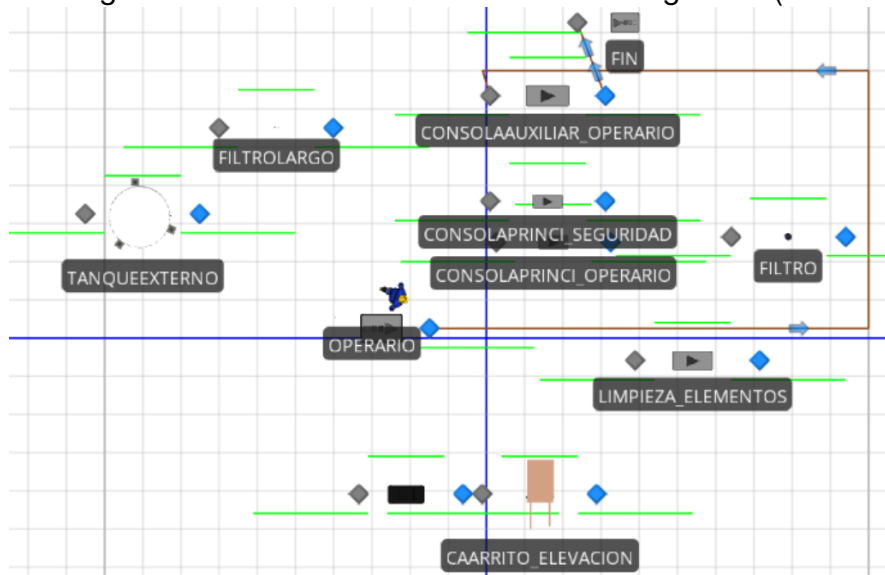 FIN
CONSOLAAUXILIAR_OPERARIO
FILTROLARGO
CONSOLAPRINCI_SEGURIDAD
TANQUEEXTERNO
CONSOLAPRINCI_OPERARIO
FILTRO
OPERARIO
LIMPIEZA_ELEMENTOS
CAARRITO_ELEVACION